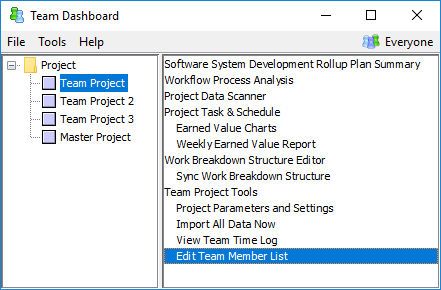 Team Dashboard
File Tools Help Everyone
Project
Team Project
Team Project 2
Team Project 3
Master Project
Software System Development Rollup Plan Summary
Workflow Process Analysis
Project Data Scanner
Project Task & Schedule
Earned Value Charts
Weekly Earned Value Report
Work Breakdown Structure Editor
Sync Work Breakdown Structure
Team Project Tools
Project Parameters and Settings
Import All Data Now
View Team Time Log
Edit Team Member List